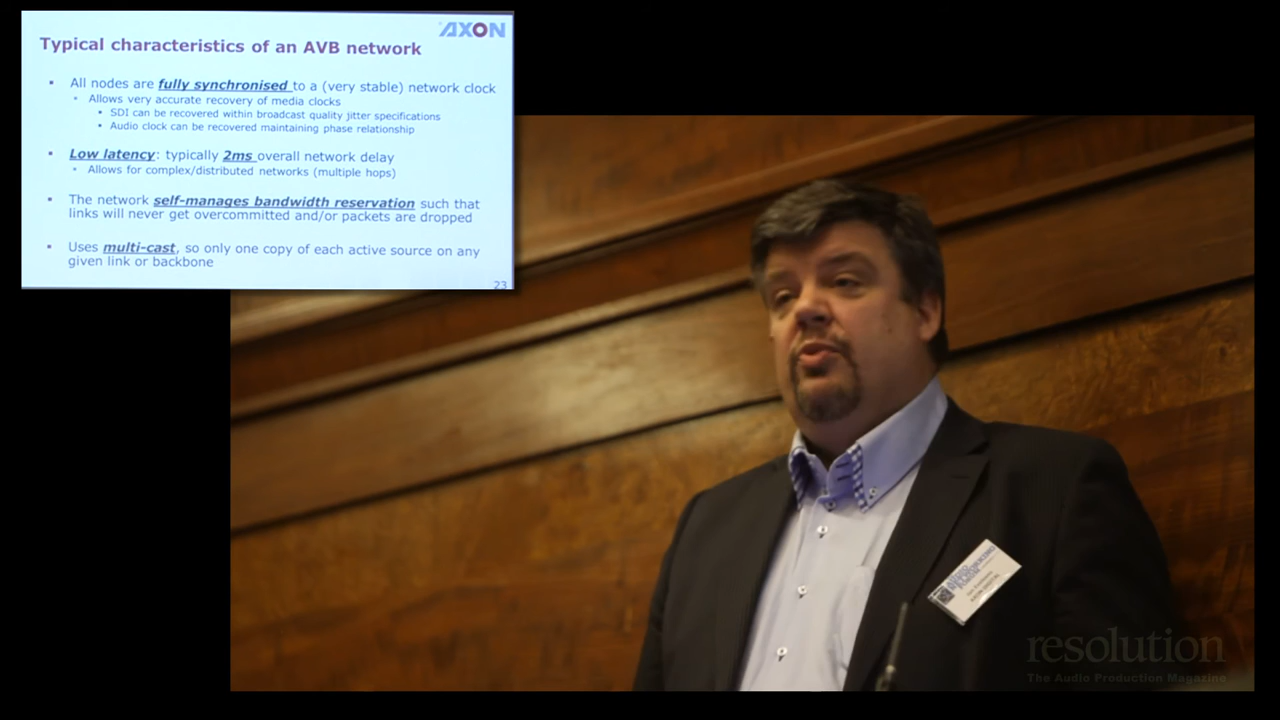 AXON
Typical characteristics of an AVB network
All nodes are fully synchronised to a (very stable) network clock
Allows very accurate recovery of media clocks
SDI can be recovered within broadcast quality jitter specifications
Audio clock can be recovered maintaining phase relationship
Low latency: typically 2ms overall network delay
Allows for complex/distributed networks (multiple hops)
The network self-manages bandwidth reservation such that
links will never get overcommitted and/or packets are dropped
Uses multi-cast, so only one copy of each active source on any
given link or backbone
23
AUDIO
NETWORKING
FORUM
AXON DIGITAL
resolution
The Audio Production Magazine